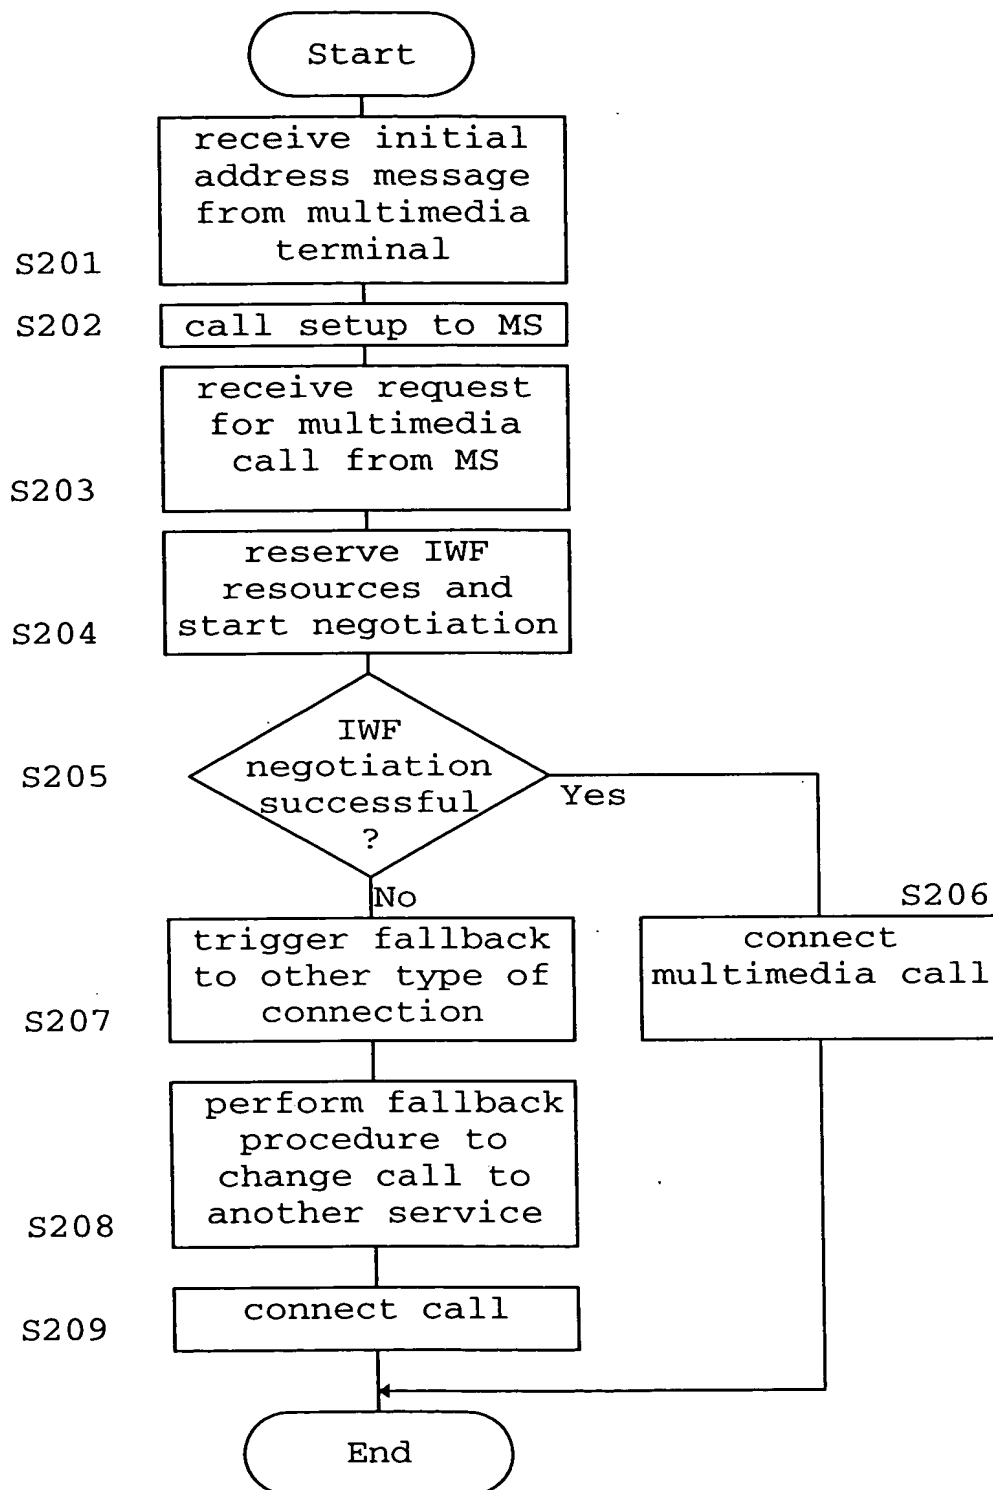 Start
receive initial
address message
from multimedia
terminal
S201
S202
call setup to MS
receive request
for multimedia
call from MS
S203
reserve IWF
resources and
start negotiation
S204
IWF
negotiation
successful
?
S205
Yes
No
S206
connect
multimedia call
trigger fallback
to other type of
connection
S207
perform fallback
procedure to
change call to
another service
S208
connect call
S209
End